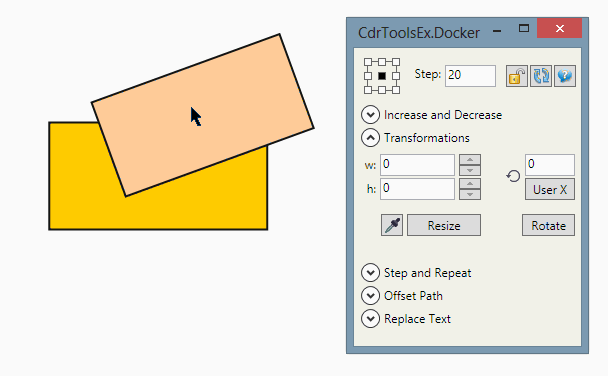 CdrToolsEx.Docker
Step: 20
Increase and Decrease
Transformations
w: 0 0
h: 0 User X
Resize Rotate
Step and Repeat
Offset Path
Replace Text